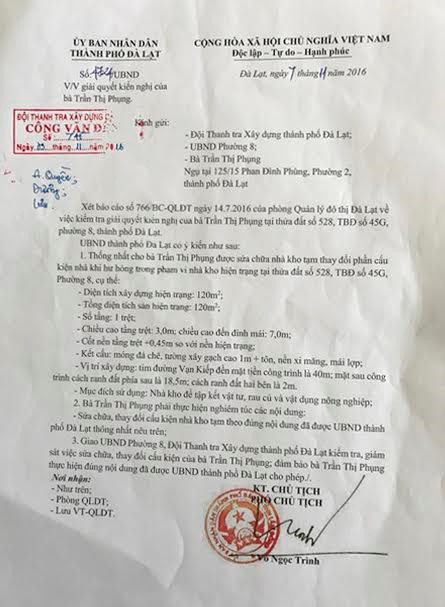 ỦY BAN NHÂN DÂN
THÀNH PHỐ ĐÀ LẠT
CỘNG HÒA XÃ HỘI CHỦ NGHĨA VIỆT NAM
Độc lập – Tự do – Hạnh phúc
Số: /UBND
V/v giải quyết kiến nghị của
bà Trần Thị Phụng.
Đà Lạt, ngày 7 tháng 11 năm 2016
ĐỘI THANH TRA XÂY DỰNG
CÔNG VĂN ĐẾN
Số
Ngày tháng 11 năm 2016
Kính gửi:
- Đội Thanh tra Xây dựng thành phố Đà Lạt;
- UBND Phường 8;
- Bà Trần Thị Phụng
Ngụ tại 125/15 Phan Đình Phùng, Phường 2,
thành phố Đà Lạt
Xét báo cáo số 766/BC-QLĐT ngày 14.7.2016 của phòng Quản lý đô thị Đà Lạt về
việc kiểm tra giải quyết kiến nghị của bà Trần Thị Phụng tại thửa đất số 528, TBĐ số 45G,
phường 8, thành phố Đà Lạt.
UBND thành phố Đà Lạt có ý kiến như sau:
1. Thống nhất cho bà Trần Thị Phụng được sửa chữa nhà kho tạm thay đổi phần cấu
kiện nhà khi hư hỏng trong phạm vi nhà kho hiện trạng tại thửa đất số 528, TBĐ số 45G,
Phường 8, cụ thể:
- Diện tích xây dựng hiện trạng: 120m²;
- Tổng diện tích sàn hiện trạng: 120m²;
- Số tầng: 1 trệt;
- Chiều cao tầng trệt: 3,0m; chiều cao đến đỉnh mái: 7,0m;
- Cốt nền tầng trệt +0,45m so với nền hiện trạng;
- Kết cấu: móng đá chẻ, tường xây gạch cao 1m + tôn, nền xi măng, mái lợp;
- Vị trí xây dựng: tim đường Vạn Kiếp đến mặt tiền công trình là 40m; mặt sau công
trình cách ranh đất phía sau là 18,5m; cách ranh đất hai bên là 2m.
- Mục đích sử dụng: Nhà kho để tập kết vật tư, rau củ và vật dụng nông nghiệp;
2. Bà Trần Thị Phụng phải thực hiện nghiêm túc các nội dung:
- Sửa chữa, thay đổi cấu kiện nhà kho tạm theo đúng nội dung đã được UBND thành
phố Đà Lạt thống nhất nêu trên;
3. Giao UBND Phường 8, Đội Thanh tra Xây dựng thành phố Đà Lạt kiểm tra, giám
sát việc sửa chữa, thay đổi cấu kiện của bà Trần Thị Phụng; đảm bảo bà Trần Thị Phụng
thực hiện đúng nội dung đã được UBND thành phố Đà Lạt cho phép./.
Nơi nhận:
- Như trên;
- Phòng QLĐT;
- Lưu VT-QLĐT.
KT. CHỦ TỊCH
PHÓ CHỦ TỊCH
Võ Ngọc Trình